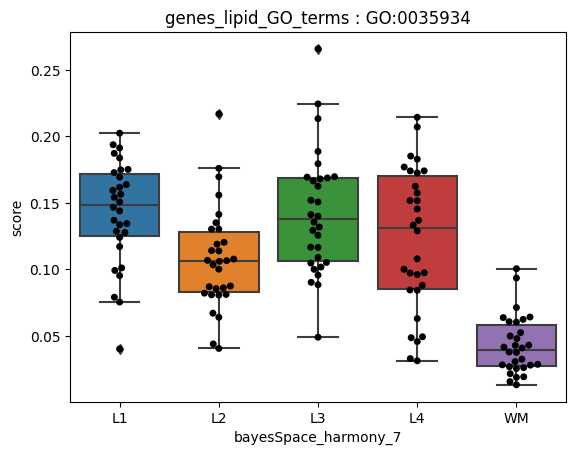 genes_lipid_GO_terms : GO:0035934
0.25
0.20
0.15
0.10
0.05
score
L1 L2 L3 L4 WM
bayesSpace_harmony_7